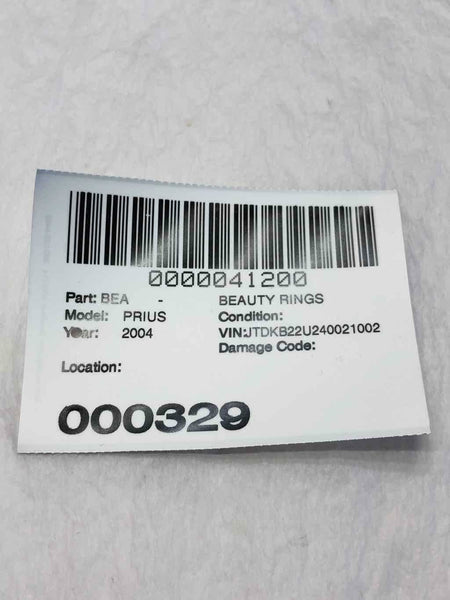 0000041200
Part: BEA - BEAUTY RINGS
Model: PRIUS Condition:
Year: 2004 VIN:JTDKB22U240021002
Damage Code:
Location:
000329